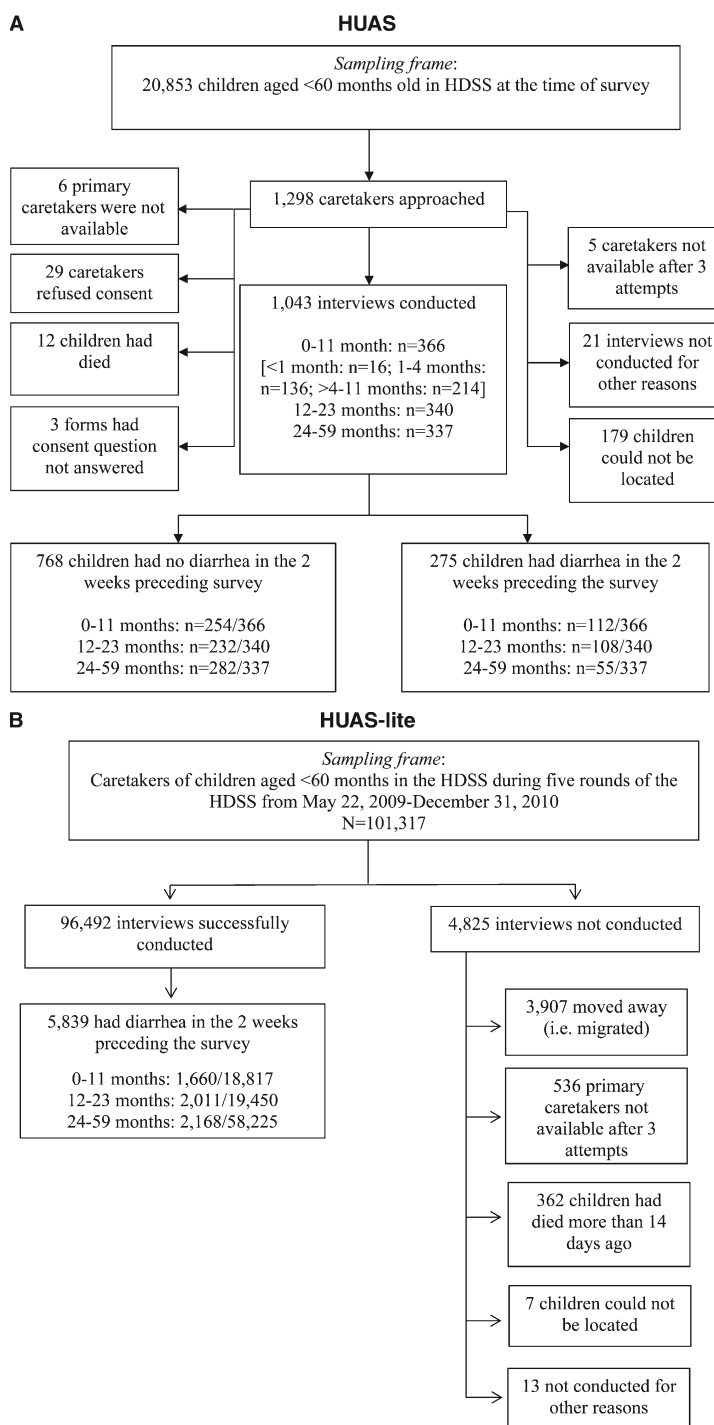 A
HUAS
Sampling frame:
20,853 children aged <60 months old in HDSS at the time of survey
6 primary
caretakers were not
available
1,298 caretakers approached
29 caretakers
refused consent
5 caretakers not
available after 3
attempts
1,043 interviews conducted
0-11 month: n=366
[<1 month: n=16; 1-4 months:
n=136; >4-11 months: n=214]
12-23 months: n=340
24-59 months: n=337
12 children had
died
21 interviews not
conducted for
other reasons
3 forms had
consent question
not answered
179 children
could not be
located
768 children had no diarrhea in the 2
weeks preceding survey
0-11 months: n=254/366
12-23 months: n=232/340
24-59 months: n=282/337
275 children had diarrhea in the 2
weeks preceding the survey
0-11 months: n=112/366
12-23 months: n=108/340
24-59 months: n=55/337
B
HUAS-lite
Sampling frame:
Caretakers of children aged <60 months in the HDSS during five rounds of the
HDSS from May 22, 2009-December 31, 2010
N=101,317
96,492 interviews successfully
conducted
4,825 interviews not conducted
5,839 had diarrhea in the 2 weeks
preceding the survey
0-11 months: 1,660/18,817
12-23 months: 2,011/19,450
24-59 months: 2,168/58,225
3,907 moved away
(i.e. migrated)
536 primary
caretakers not
available after 3
attempts
362 children had
died more than 14
days ago
7 children could not
be located
13 not conducted for
other reasons